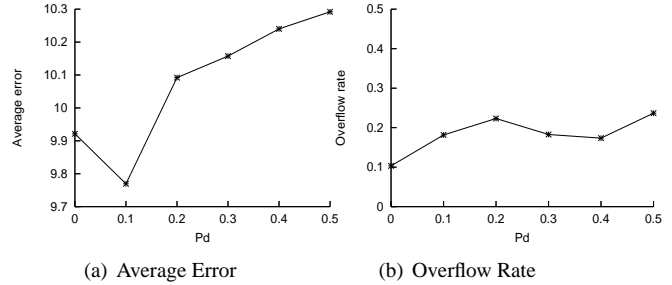 10.3
10.2
10.1
10
9.9
9.8
9.7
Average error
0 0.1 0.2 0.3 0.4 0.5
Pd
(a) Average Error
0.5
0.4
0.3
0.2
0.1
0
Overflow rate
0 0.1 0.2 0.3 0.4 0.5
Pd
(b) Overflow Rate